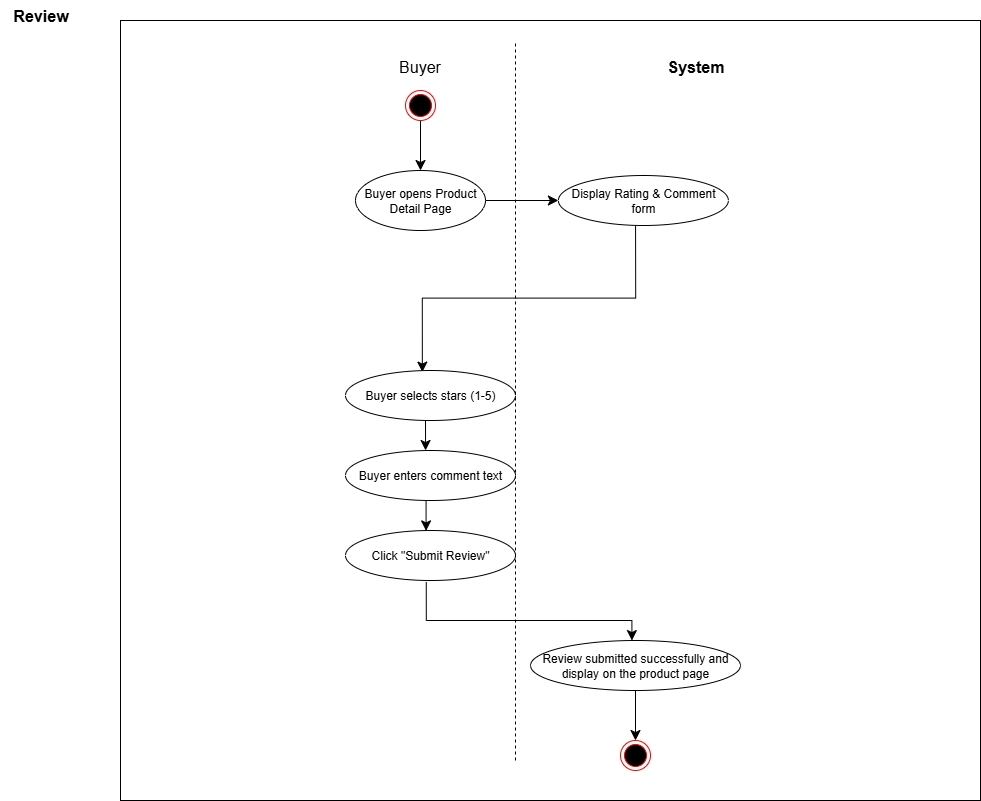 Review
Buyer
System
Buyer opens Product
Detail Page
Display Rating & Comment
form
Buyer selects stars (1-5)
Buyer enters comment text
Click "Submit Review"
Review submitted successfully and
display on the product page